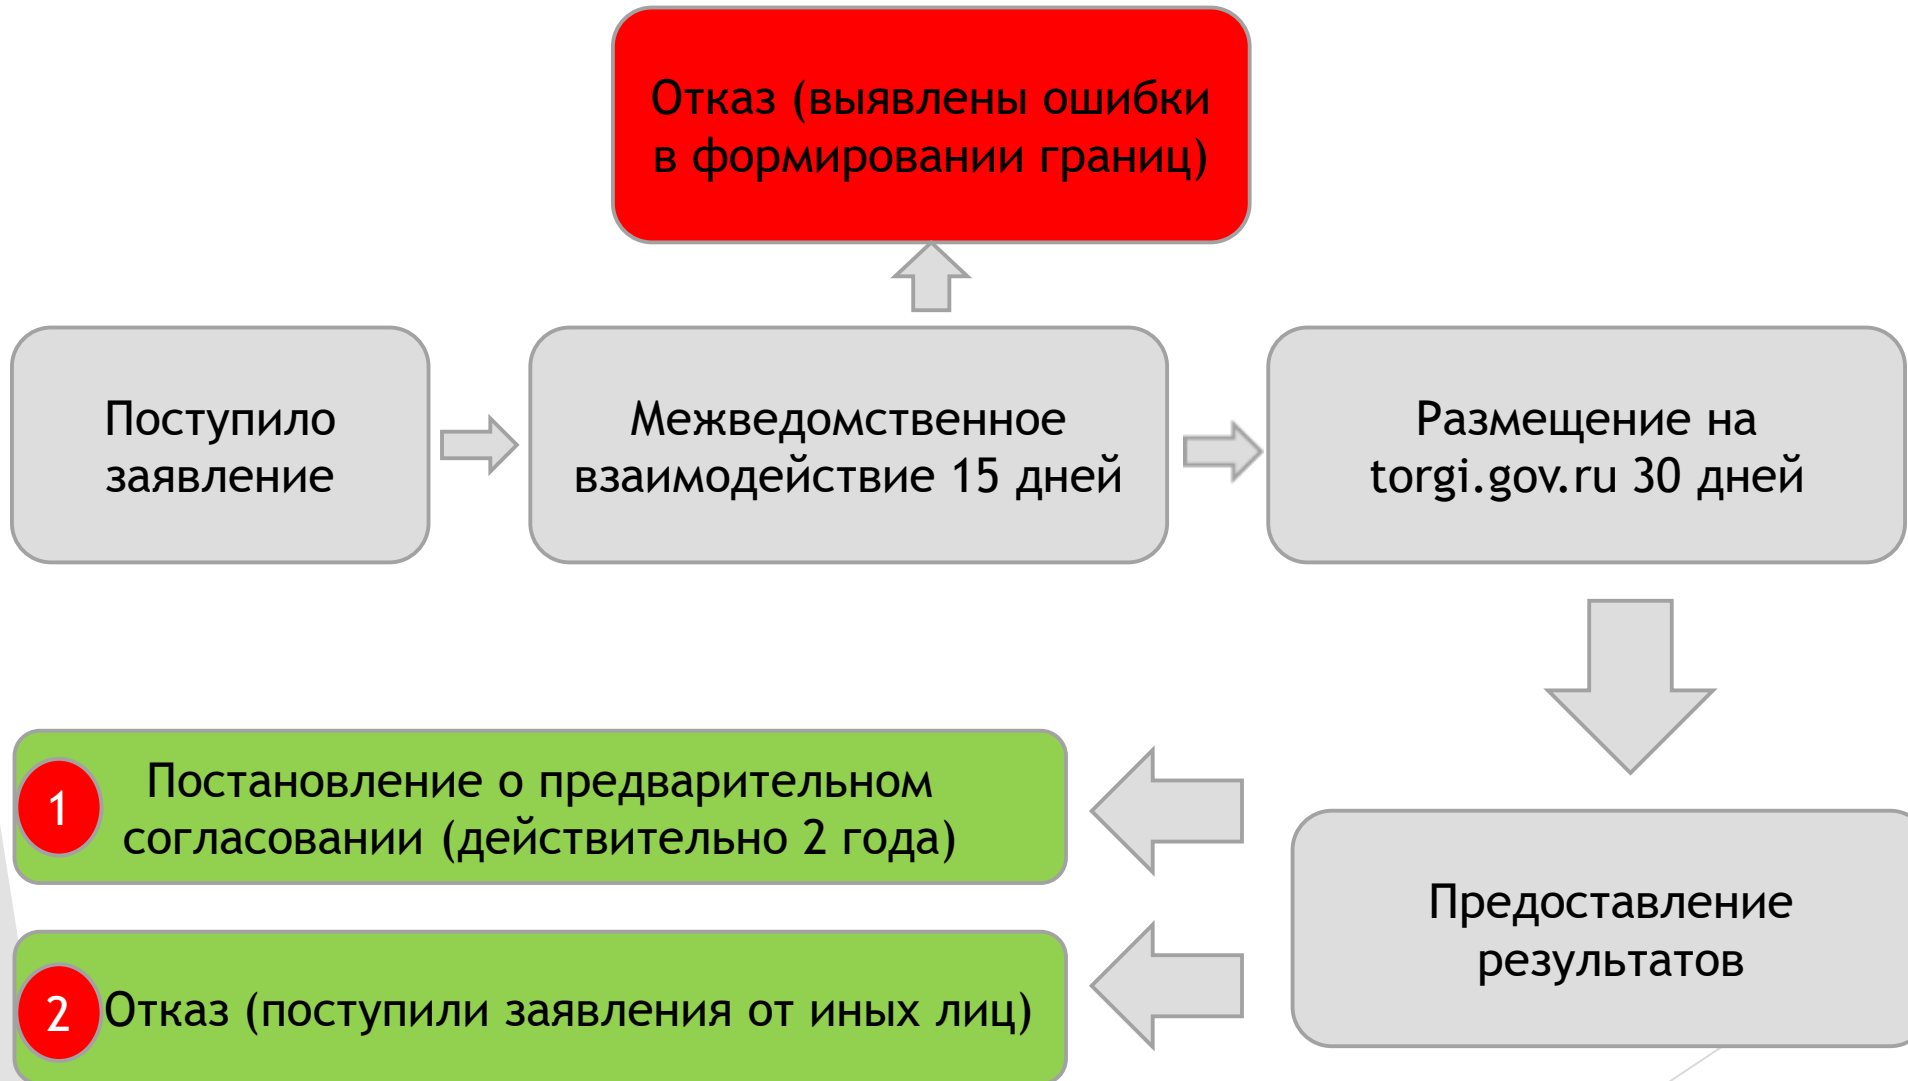 Отказ (выявлены ошибки
в формировании границ)
Поступило
заявление
Межведомственное
взаимодействие 15 дней
Размещение на
torgi.gov.ru 30 дней
1
Постановление о предварительном
согласовании (действительно 2 года)
2
Отказ (поступили заявления от иных лиц)
Предоставление
результатов